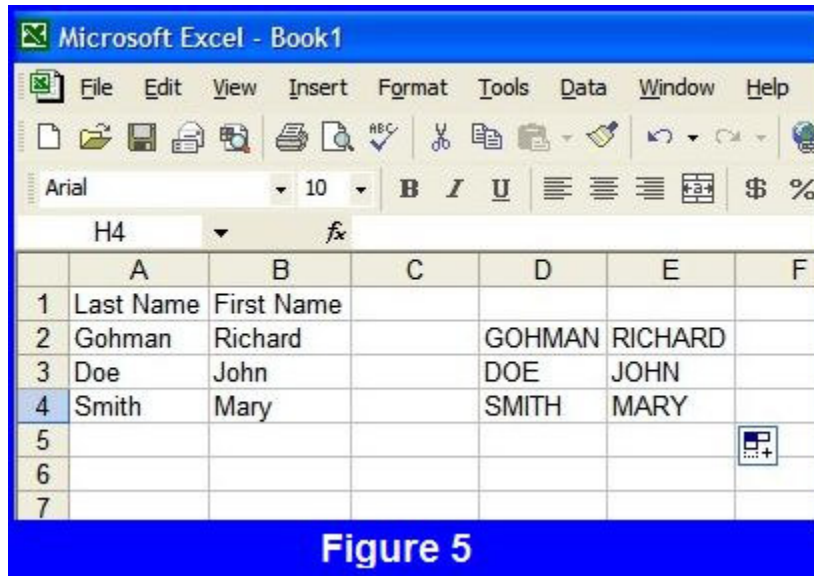 Microsoft Excel - Book1
File Edit View Insert Format Tools Data Window Help
ABC
Arial 10 B I U a $ %
H4 fx
A B C D E F
1 Last Name First Name
2 Gohman Richard GOHMAN RICHARD
3 Doe John DOE JOHN
4 Smith Mary SMITH MARY
5
6
7
Figure 5